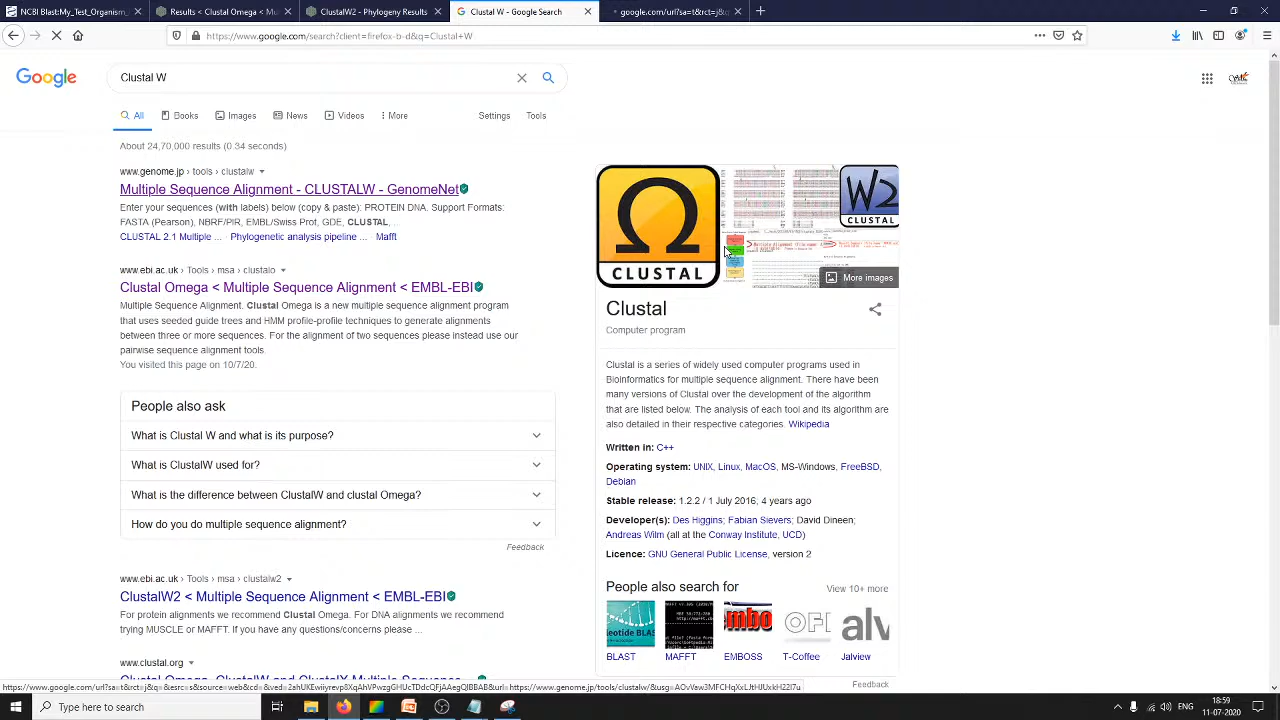 NCBI Blast:My_Test_Organism_
Results < Clustal Omega < Mu
ClustalW2 - Phylogeny Results
Clustal W - Google Search
google.com/url?sa=t&rct=j&q
https://www.google.com/search?client=firefox-b-d&q=Clustal+W
Google
Clustal W
All
Books
Images
News
Videos
More
Settings
Tools
About 24,70,000 results (0.34 seconds)
www.genome.jp › tools › clustalw
Multiple Sequence Alignment - CLUSTALW - GenomeNet
your sequences (with labels) below (copy & paste): PROTEIN DNA. Support Formats:
(Pearson), NBRF/PIR, EMBL/Swiss Prot, GDE, CLUSTAL
CLUSTAL 2.1 Multiple ... · Phylogenetic analysis pipeline ... · Mafft
› Tools › msa › clustalo
Clustal Omega < Multiple Sequence Alignment < EMBL-EBI
Multiple Sequence Alignment. Clustal Omega is a new multiple sequence alignment program
that uses seeded guide trees and HMM profile-profile techniques to generate alignments
between three or more sequences. For the alignment of two sequences please instead use our
pairwise sequence alignment tools.
You visited this page on 10/7/20.
People also ask
What is Clustal W and what is its purpose?
What is ClustalW used for?
What is the difference between ClustalW and clustal Omega?
How do you do multiple sequence alignment?
Feedback
www.ebi.ac.uk › Tools › msa › clustalw2
ClustalW2 < Multiple Sequence Alignment < EMBL-EBI
For protein alignments we recommend Clustal Omega. For DNA alignments we recommend
trying MUSCLE or MAFFT. If you have any questions/concerns please ...
www.clustal.org
Clustal: ClustalW and ClustalX Multiple Sequence
Ω
CLUSTAL
W2
CLUSTAL
More images
Clustal
Computer program
Clustal is a series of widely used computer programs used in
Bioinformatics for multiple sequence alignment. There have been
many versions of Clustal over the development of the algorithm
that are listed below. The analysis of each tool and its algorithm are
also detailed in their respective categories. Wikipedia
Written in: C++
Operating system: UNIX, Linux, MacOS, MS-Windows, FreeBSD,
Debian
Stable release: 1.2.2 / 1 July 2016, 4 years ago
Developer(s): Des Higgins; Fabian Sievers; David Dineen;
Andreas Wilm (all at the Conway Institute, UCD)
Licence: GNU General Public License, version 2
People also search for
View 10+ more
BLAST
MAFFT
EMBOSS
T-Coffee
Jalview
Feedback
Type here to search
ENG
18:59
11-07-2020